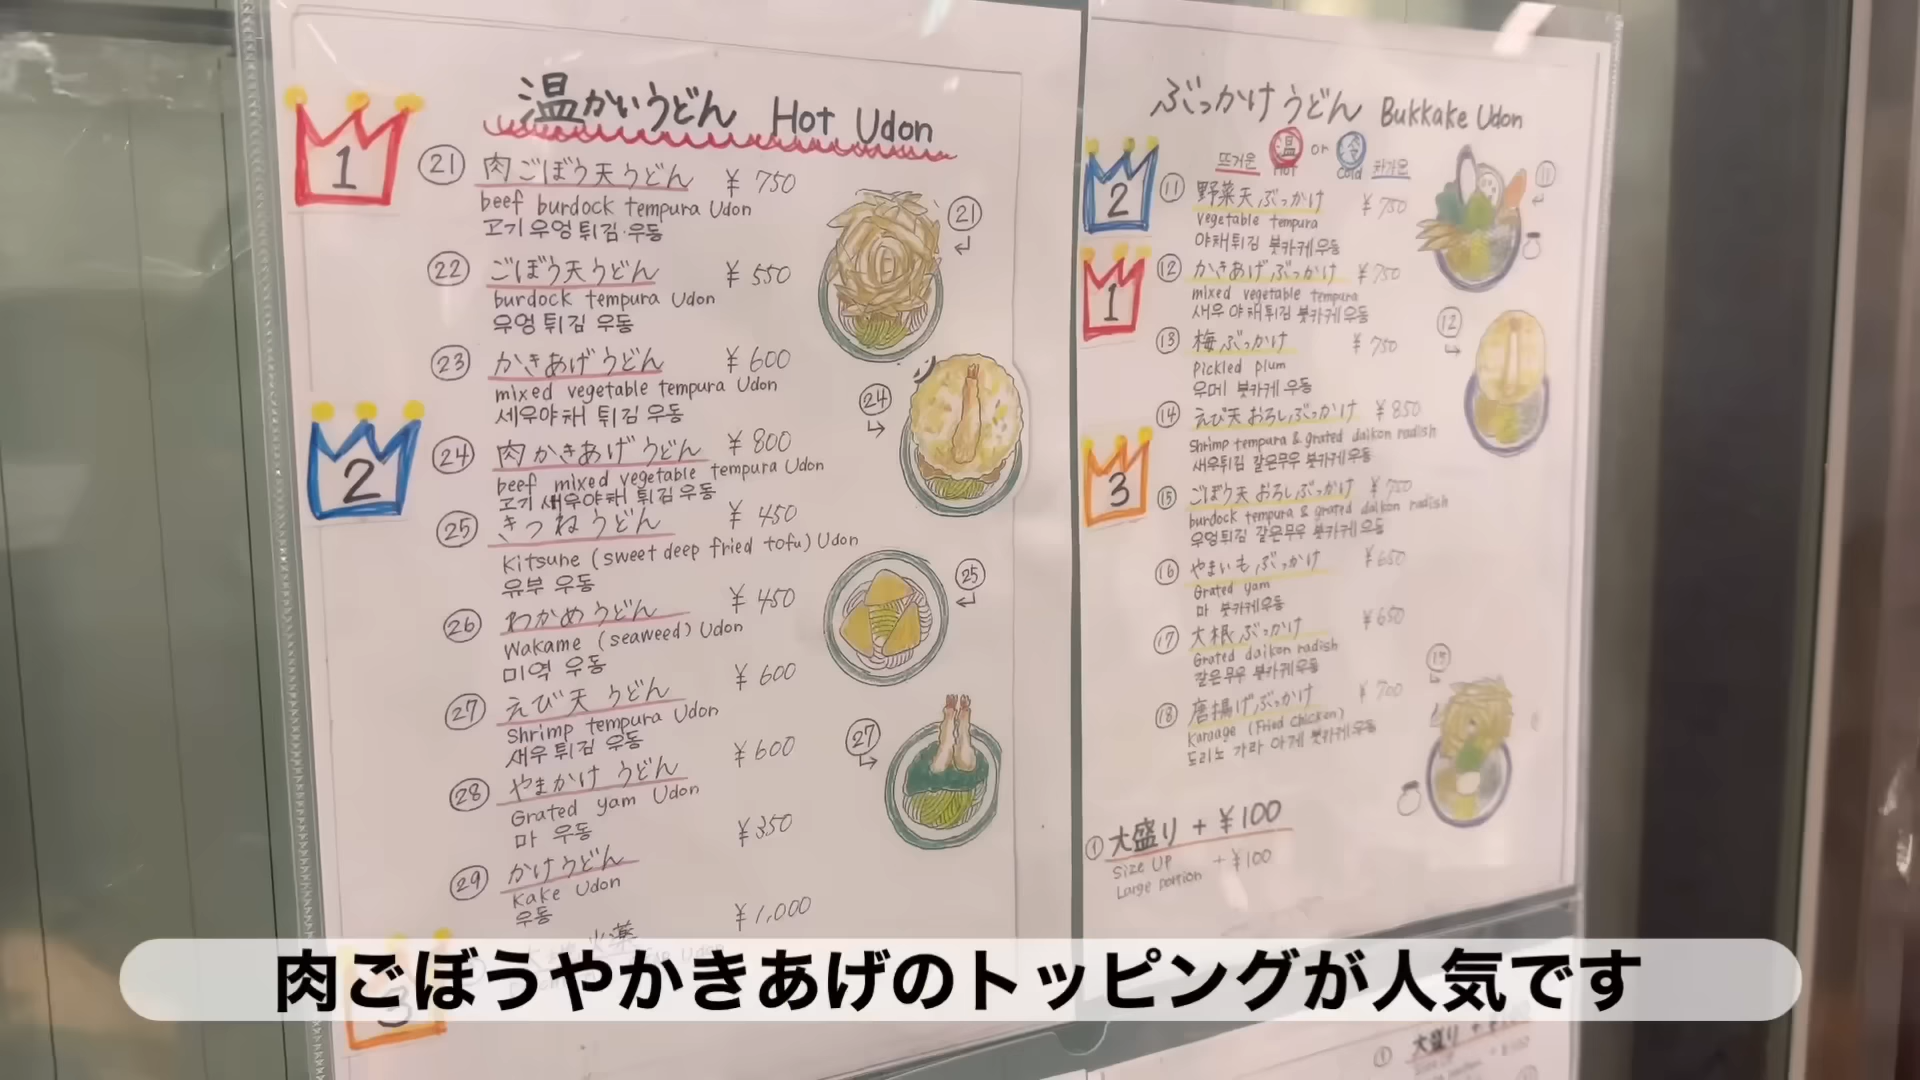 温かいうどん Hot Udon
1
21 肉ごぼう天うどん ¥750
beef burdock tempura Udon
고기 우엉 튀김 우동
22 ごぼう天うどん ¥550
burdock tempura Udon
우엉 튀김 우동
23 かきあげうどん ¥600
mixed vegetable tempura Udon
새우야채 튀김 우동
2
24 肉かきあげうどん ¥800
beef mixed vegetable tempura Udon
고기 새우야채 튀김 우동
25 きつねうどん ¥450
Kitsune (sweet deep fried tofu) Udon
유부 우동
26 わかめうどん ¥450
Wakame (seaweed) Udon
미역 우동
27 えび天うどん ¥600
Shrimp tempura Udon
새우 튀김 우동
28 やまかけうどん ¥600
Grated yam Udon
마 우동
29 かけうどん ¥350
Kake Udon
우동
¥1,000
3
21
24
25
27
ぶっかけうどん Bukkake Udon
뜨거운 温 Hot or 冷 Cold 차가운
2
11 野菜天ぶっかけ ¥750
vegetable tempura
야채튀김 붓카케우동
1
12 かきあげぶっかけ ¥750
mixed vegetable tempura
새우 야채튀김 붓카케우동
13 梅ぶっかけ ¥750
Pickled plum
우메 붓카케 우동
14 えび天おろしぶっかけ ¥850
Shrimp tempura & grated daikon radish
새우튀김 갈은무우 붓카케우동
3
15 ごぼう天おろしぶっかけ ¥700
burdock tempura & grated daikon radish
우엉튀김 갈은무우 붓카케우동
16 やまいもぶっかけ ¥650
Grated yam
마 붓카케우동
17 大根ぶっかけ ¥650
Grated daikon radish
갈은무우 붓카케우동
18 唐揚げぶっかけ ¥700
Karaage (Fried chicken)
도리노 가라아게 붓카케우동
11
12
15
① 大盛り +¥100
Size UP
Large portion +¥100
肉ごぼうやかきあげのトッピングが人気です
① 大盛り